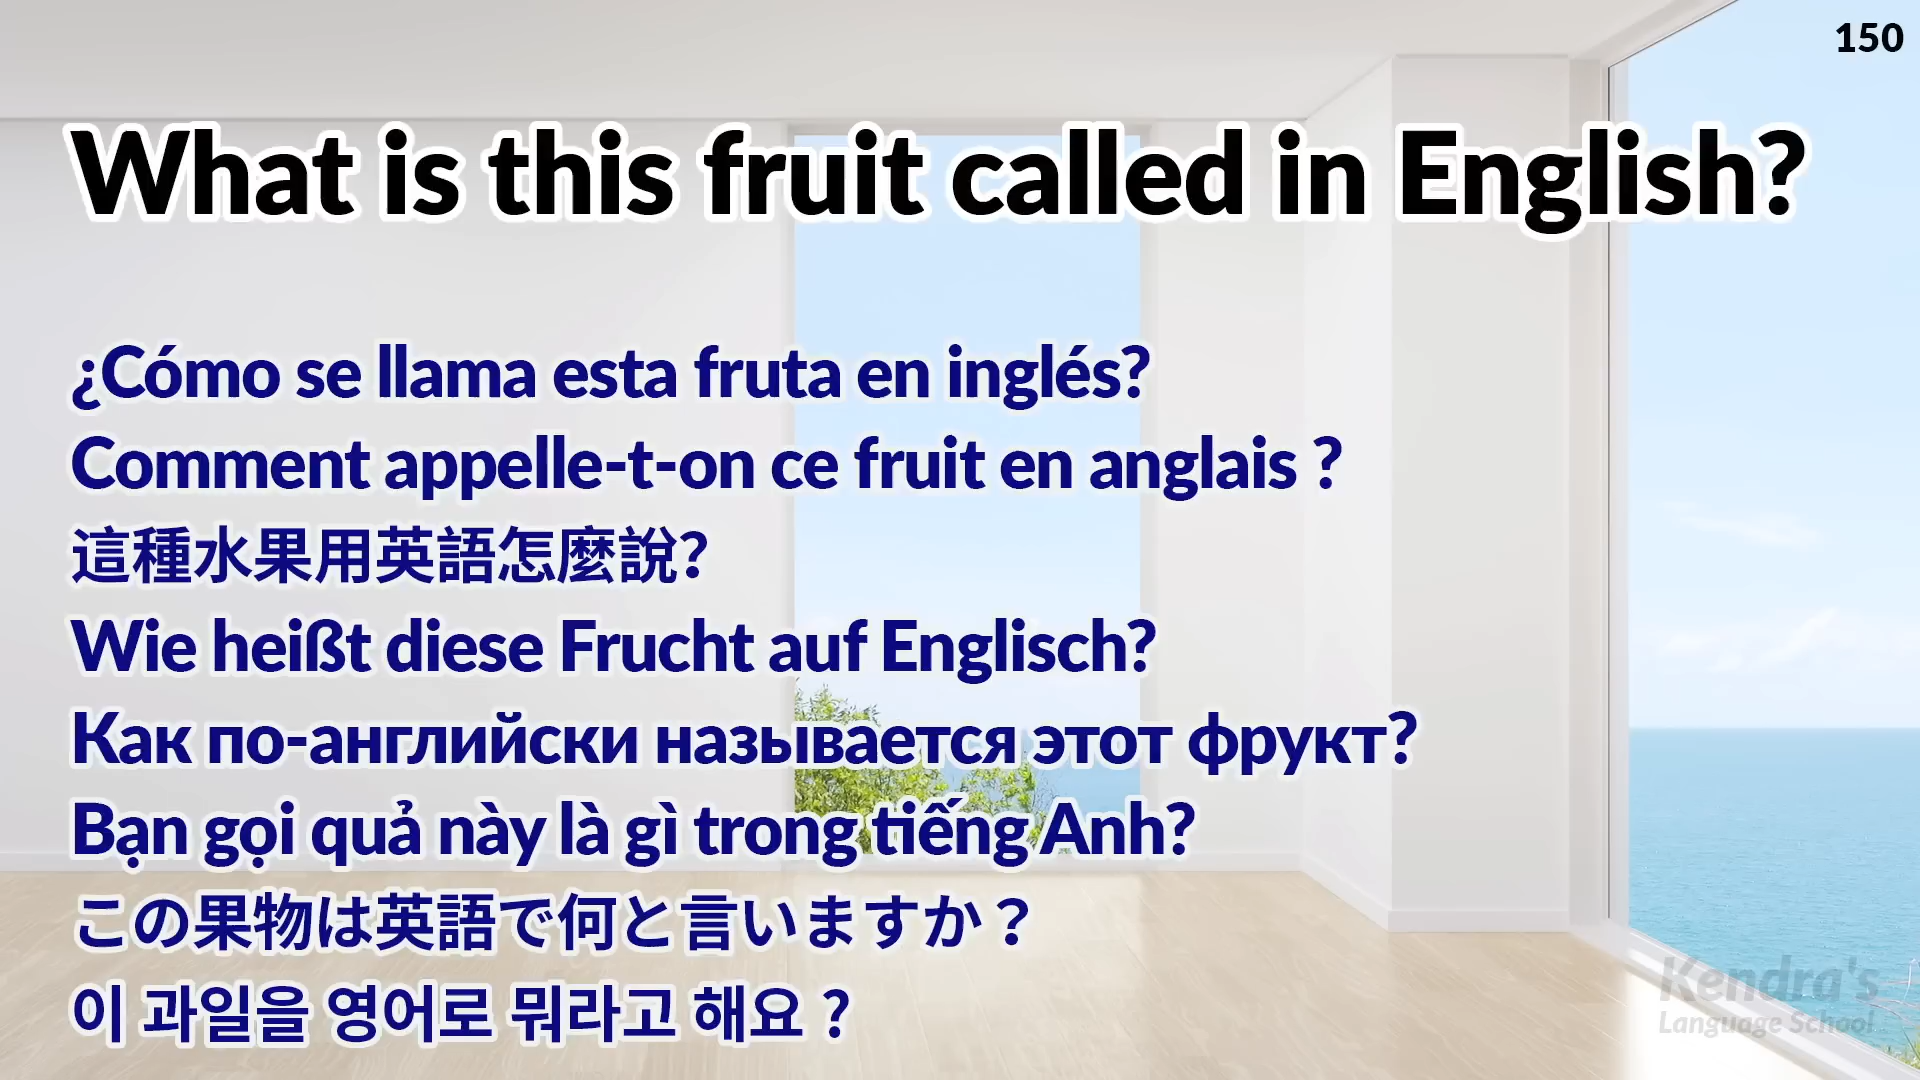 150
What is this fruit called in English?
¿Cómo se llama esta fruta en inglés?
Comment appelle-t-on ce fruit en anglais ?
這種水果用英語怎麼說?
Wie heißt diese Frucht auf Englisch?
Как по-английски называется этот фрукт?
Bạn gọi quả này là gì trong tiếng Anh?
この果物は英語で何と言いますか？
이 과일을 영어로 뭐라고 해요 ?
Kendra's
Language School